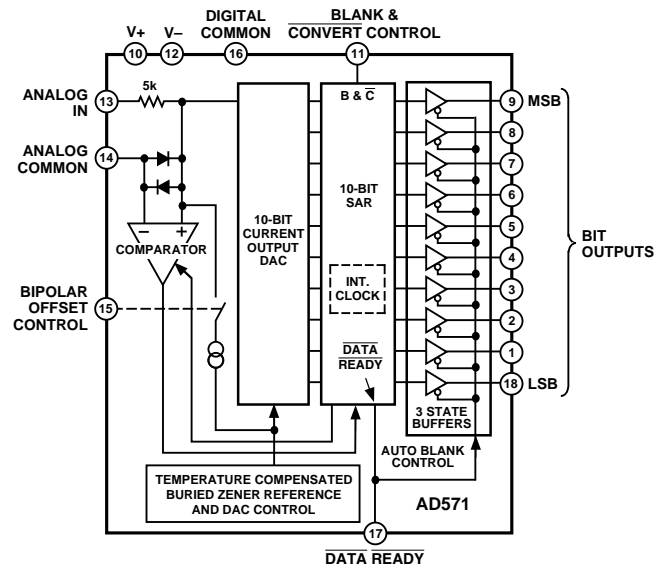 V+
V–
DIGITAL
COMMON
BLANK &
CONVERT CONTROL
10
12
16
11
ANALOG
IN
13
5k
B & C
9
MSB
8
ANALOG
COMMON
14
7
6
5
4
3
2
1
18
LSB
BIT
OUTPUTS
10-BIT
CURRENT
OUTPUT
DAC
10-BIT
SAR
–
+
COMPARATOR
INT.
CLOCK
BIPOLAR
OFFSET
CONTROL
15
DATA
READY
3 STATE
BUFFERS
AUTO BLANK
CONTROL
TEMPERATURE COMPENSATED
BURIED ZENER REFERENCE
AND DAC CONTROL
AD571
17
DATA READY